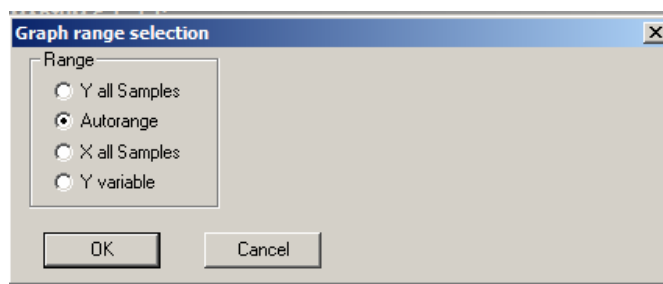 Graph range selection
Range
Y all Samples
Autorange
X all Samples
Y variable
OK Cancel